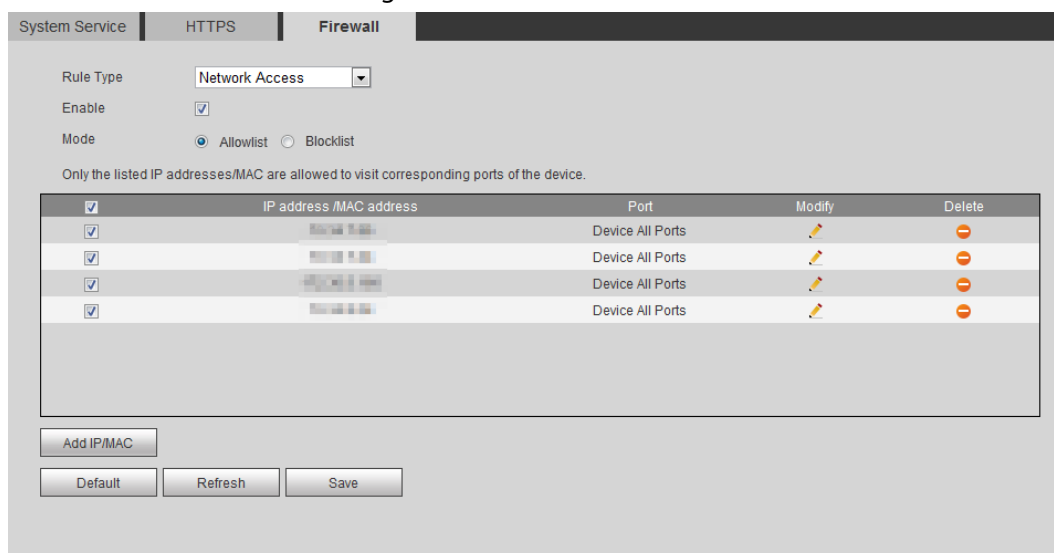 System Service HTTPS Firewall
Rule Type Network Access
Enable
Mode Allowlist Blocklist
Only the listed IP addresses/MAC are allowed to visit corresponding ports of the device.
IP address /MAC address Port Modify Delete
Device All Ports
Device All Ports
Device All Ports
Device All Ports
Add IP/MAC
Default Refresh Save